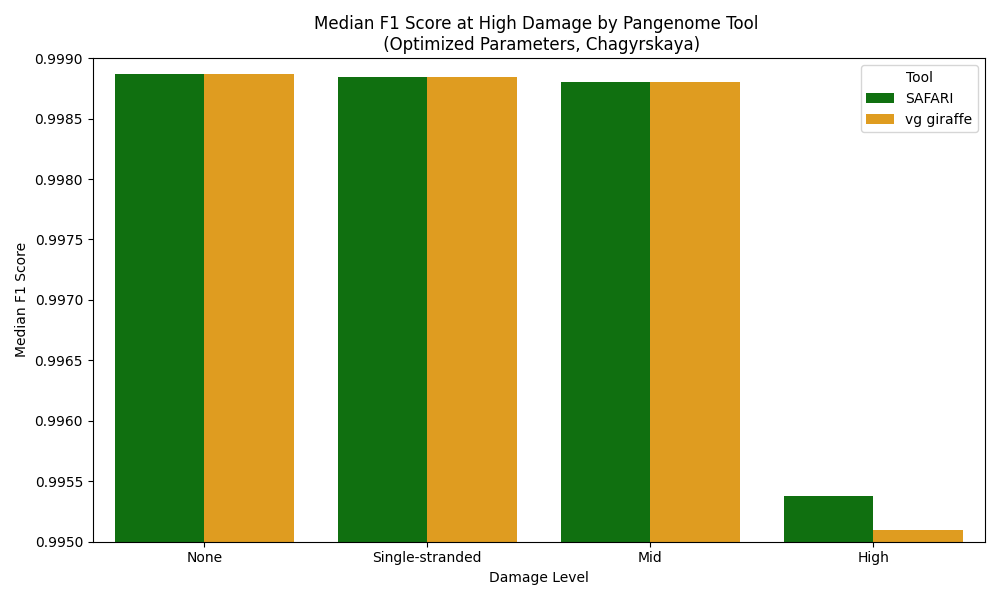 Median F1 Score at High Damage by Pangenome Tool
(Optimized Parameters, Chagyrskaya)
Tool
SAFARI
vg giraffe
Median F1 Score
0.9990
0.9985
0.9980
0.9975
0.9970
0.9965
0.9960
0.9955
0.9950
None
Single-stranded
Mid
High
Damage Level